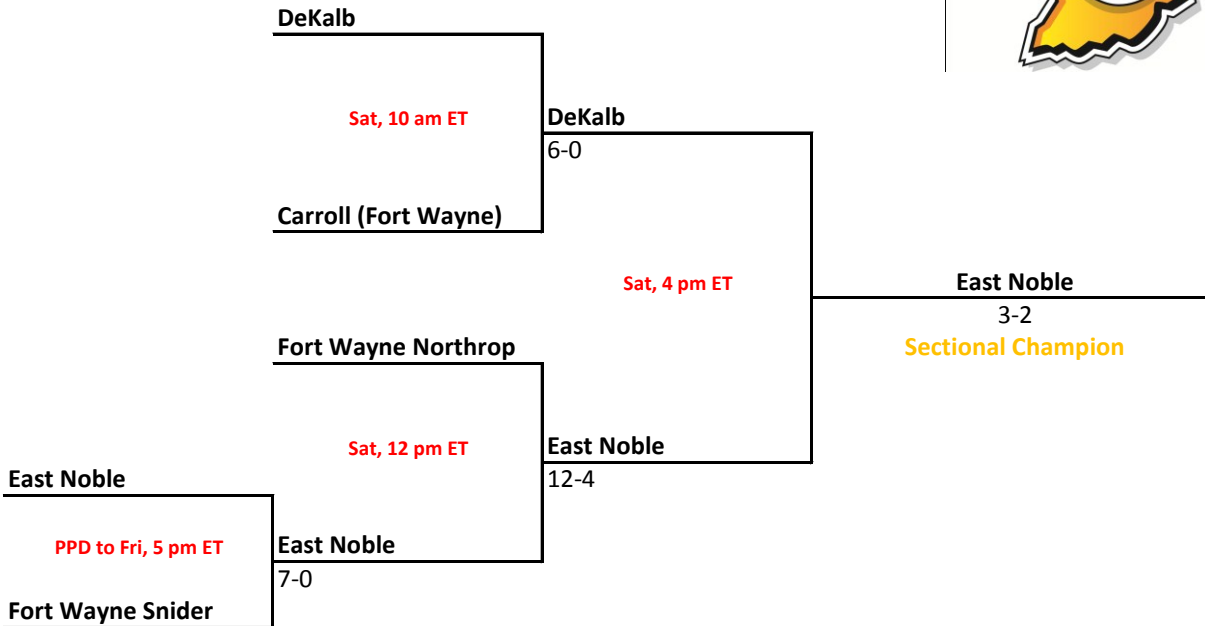 DeKalb
Sat, 10 am ET
DeKalb
6-0
Carroll (Fort Wayne)
Sat, 4 pm ET
East Noble
3-2
Sectional Champion
Fort Wayne Northrop
Sat, 12 pm ET
East Noble
12-4
East Noble
PPD to Fri, 5 pm ET
East Noble
7-0
Fort Wayne Snider